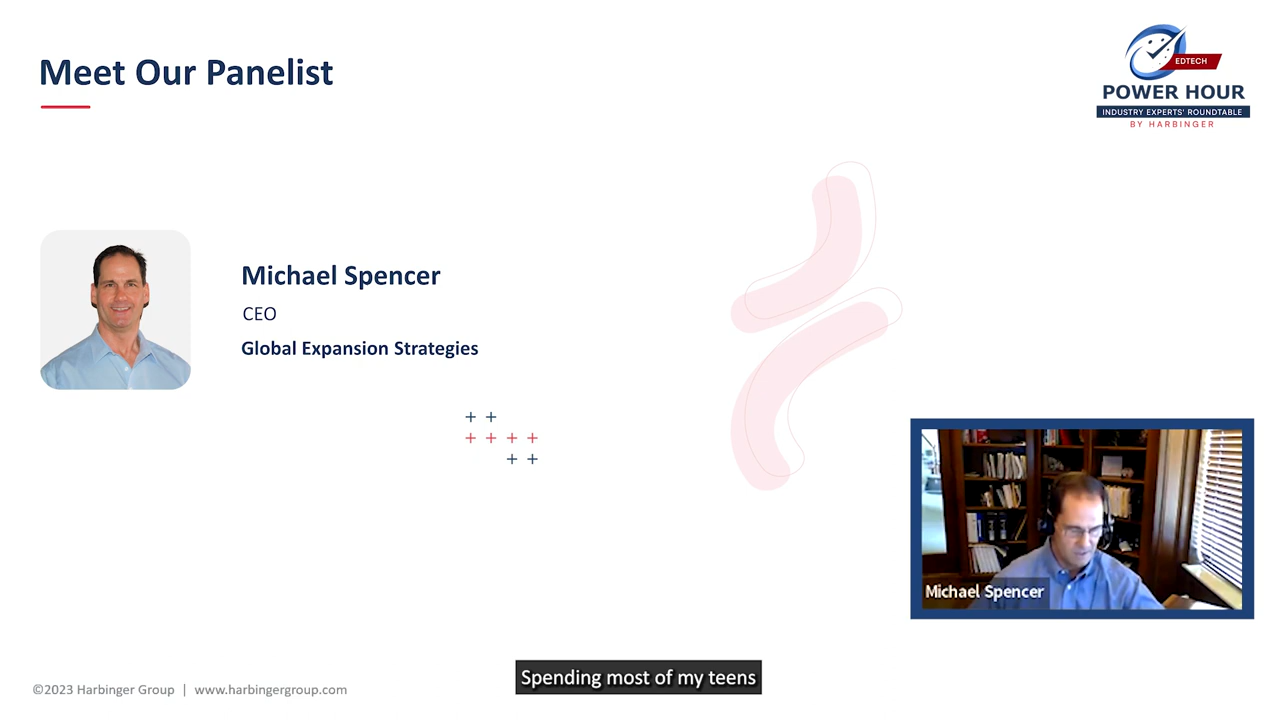 Meet Our Panelist
EDTECH
POWER HOUR
INDUSTRY EXPERTS' ROUNDTABLE
BY HARBINGER
Michael Spencer
CEO
Global Expansion Strategies
Michael Spencer
Spending most of my teens
©2023 Harbinger Group | www.harbingergroup.com